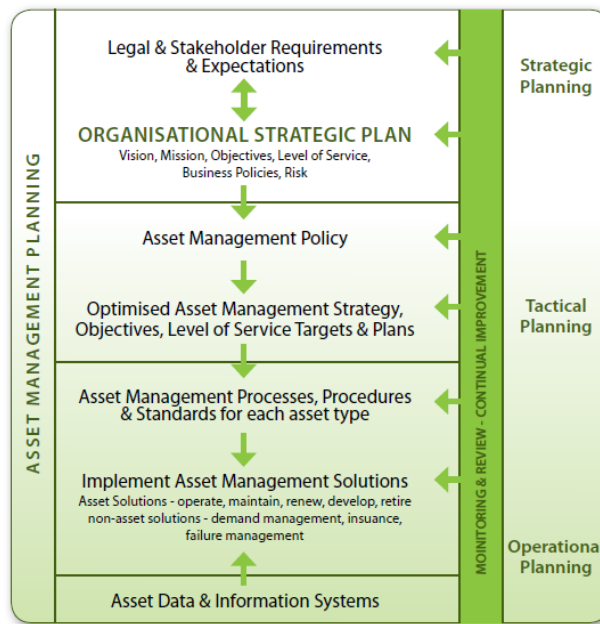 ASSET MANAGEMENT PLANNING
Legal & Stakeholder Requirements
& Expectations
ORGANISATIONAL STRATEGIC PLAN
Vision, Mission, Objectives, Level of Service,
Business Policies, Risk
Asset Management Policy
Optimised Asset Management Strategy,
Objectives, Level of Service Targets & Plans
Asset Management Processes, Procedures
& Standards for each asset type
Implement Asset Management Solutions
Asset Solutions - operate, maintain, renew, develop, retire
non-asset solutions - demand management, insuance,
failure management
Asset Data & Information Systems
MOINITORING & REVIEW - CONTINUAL IMPROVEMENT
Strategic
Planning
Tactical
Planning
Operational
Planning